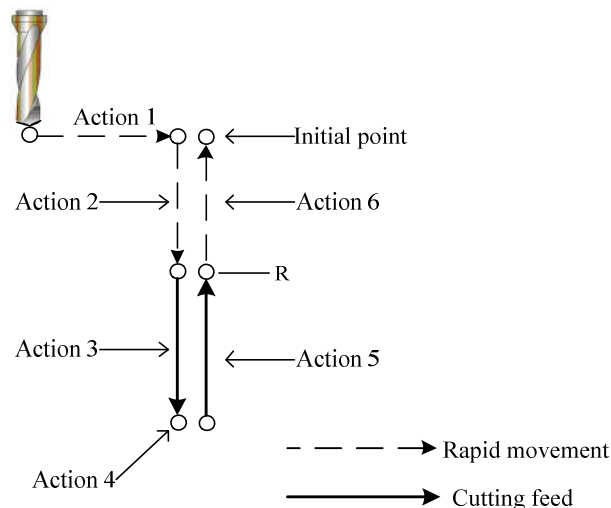 Action 1
Initial point
Action 2
Action 6
R
Action 3
Action 5
Action 4
Rapid movement
Cutting feed